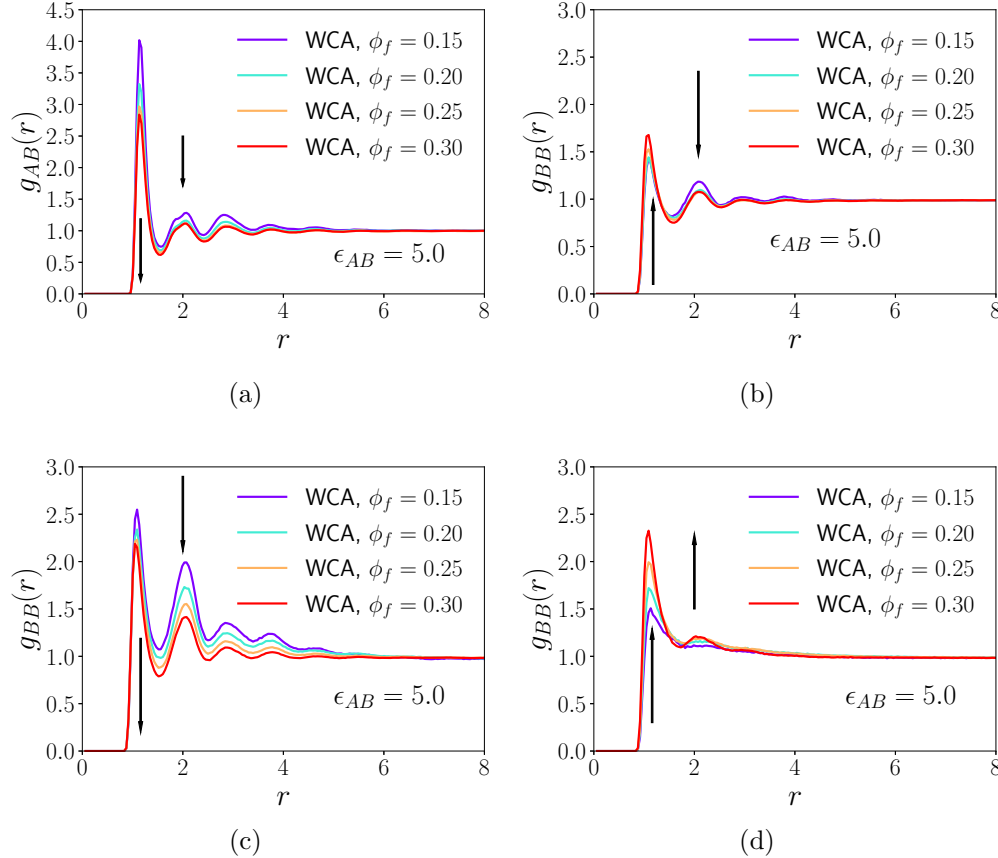 4.5
4.0
3.5
3.0
2.5
2.0
1.5
1.0
0.5
0.0
g_{AB}(r)
WCA, ϕ_f = 0.15
WCA, ϕ_f = 0.20
WCA, ϕ_f = 0.25
WCA, ϕ_f = 0.30
ϵ_{AB} = 5.0
0 2 4 6 8
r
(a)
3.0
2.5
2.0
1.5
1.0
0.5
0.0
g_{BB}(r)
WCA, ϕ_f = 0.15
WCA, ϕ_f = 0.20
WCA, ϕ_f = 0.25
WCA, ϕ_f = 0.30
ϵ_{AB} = 5.0
0 2 4 6 8
r
(b)
3.0
2.5
2.0
1.5
1.0
0.5
0.0
g_{BB}(r)
WCA, ϕ_f = 0.15
WCA, ϕ_f = 0.20
WCA, ϕ_f = 0.25
WCA, ϕ_f = 0.30
ϵ_{AB} = 5.0
0 2 4 6 8
r
(c)
3.0
2.5
2.0
1.5
1.0
0.5
0.0
g_{BB}(r)
WCA, ϕ_f = 0.15
WCA, ϕ_f = 0.20
WCA, ϕ_f = 0.25
WCA, ϕ_f = 0.30
ϵ_{AB} = 5.0
0 2 4 6 8
r
(d)